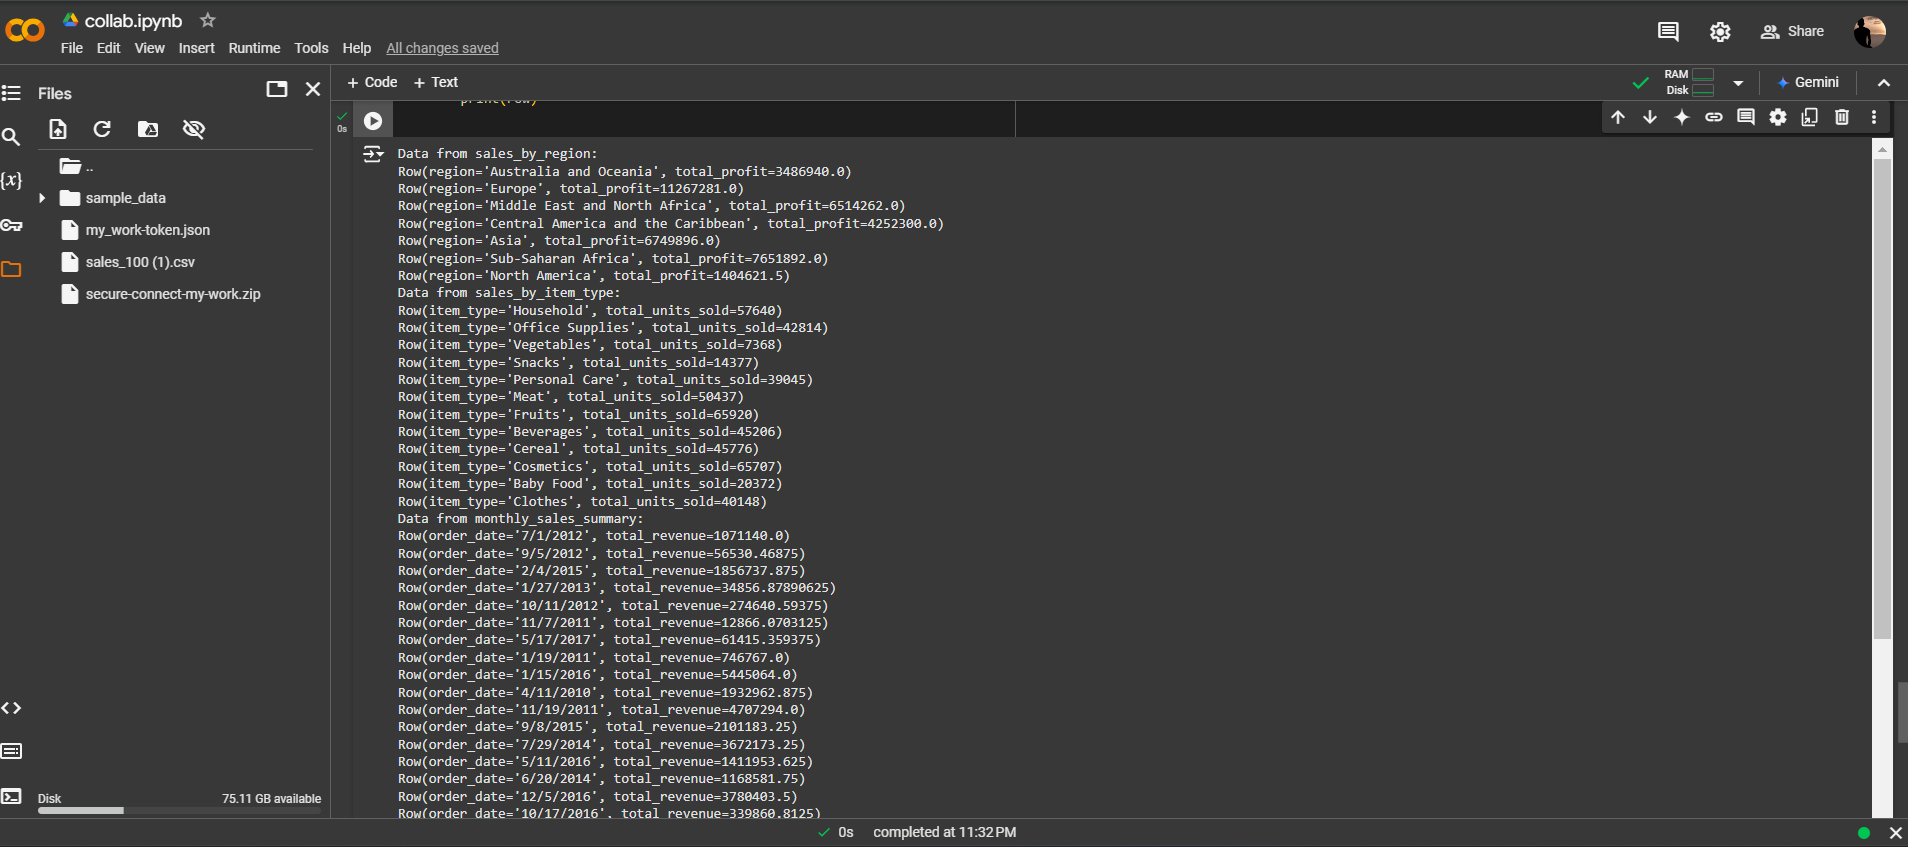 collab.ipynb
File Edit View Insert Runtime Tools Help All changes saved
Share
Files
+ Code + Text
RAM
Disk
Gemini
print(row)
0s
{x}
..
sample_data
my_work-token.json
sales_100 (1).csv
secure-connect-my-work.zip
Data from sales_by_region:
Row(region='Australia and Oceania', total_profit=3486940.0)
Row(region='Europe', total_profit=11267281.0)
Row(region='Middle East and North Africa', total_profit=6514262.0)
Row(region='Central America and the Caribbean', total_profit=4252300.0)
Row(region='Asia', total_profit=6749896.0)
Row(region='Sub-Saharan Africa', total_profit=7651892.0)
Row(region='North America', total_profit=1404621.5)
Data from sales_by_item_type:
Row(item_type='Household', total_units_sold=57640)
Row(item_type='Office Supplies', total_units_sold=42814)
Row(item_type='Vegetables', total_units_sold=7368)
Row(item_type='Snacks', total_units_sold=14377)
Row(item_type='Personal Care', total_units_sold=39045)
Row(item_type='Meat', total_units_sold=50437)
Row(item_type='Fruits', total_units_sold=65920)
Row(item_type='Beverages', total_units_sold=45206)
Row(item_type='Cereal', total_units_sold=45776)
Row(item_type='Cosmetics', total_units_sold=65707)
Row(item_type='Baby Food', total_units_sold=20372)
Row(item_type='Clothes', total_units_sold=40148)
Data from monthly_sales_summary:
Row(order_date='7/1/2012', total_revenue=1071140.0)
Row(order_date='9/5/2012', total_revenue=56530.46875)
Row(order_date='2/4/2015', total_revenue=1856737.875)
Row(order_date='1/27/2013', total_revenue=34856.87890625)
Row(order_date='10/11/2012', total_revenue=274640.59375)
Row(order_date='11/7/2011', total_revenue=12866.0703125)
Row(order_date='5/17/2017', total_revenue=61415.359375)
Row(order_date='1/19/2011', total_revenue=746767.0)
Row(order_date='1/15/2016', total_revenue=5445064.0)
Row(order_date='4/11/2010', total_revenue=1932962.875)
Row(order_date='11/19/2011', total_revenue=4707294.0)
Row(order_date='9/8/2015', total_revenue=2101183.25)
Row(order_date='7/29/2014', total_revenue=3672173.25)
Row(order_date='5/11/2016', total_revenue=1411953.625)
Row(order_date='6/20/2014', total_revenue=1168581.75)
Row(order_date='12/5/2016', total_revenue=3780403.5)
Row(order_date='10/17/2016', total_revenue=339860.8125)
Disk 75.11 GB available
0s completed at 11:32 PM